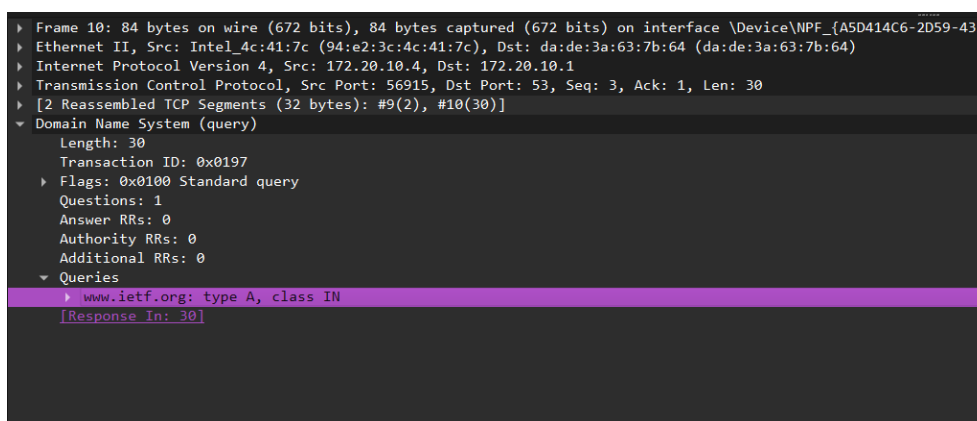 Frame 10: 84 bytes on wire (672 bits), 84 bytes captured (672 bits) on interface \Device\NPF_{A5D414C6-2D59-43
Ethernet II, Src: Intel_4c:41:7c (94:e2:3c:4c:41:7c), Dst: da:de:3a:63:7b:64 (da:de:3a:63:7b:64)
Internet Protocol Version 4, Src: 172.20.10.4, Dst: 172.20.10.1
Transmission Control Protocol, Src Port: 56915, Dst Port: 53, Seq: 3, Ack: 1, Len: 30
[2 Reassembled TCP Segments (32 bytes): #9(2), #10(30)]
Domain Name System (query)
Length: 30
Transaction ID: 0x0197
Flags: 0x0100 Standard query
Questions: 1
Answer RRs: 0
Authority RRs: 0
Additional RRs: 0
Queries
www.ietf.org: type A, class IN
[Response In: 30]